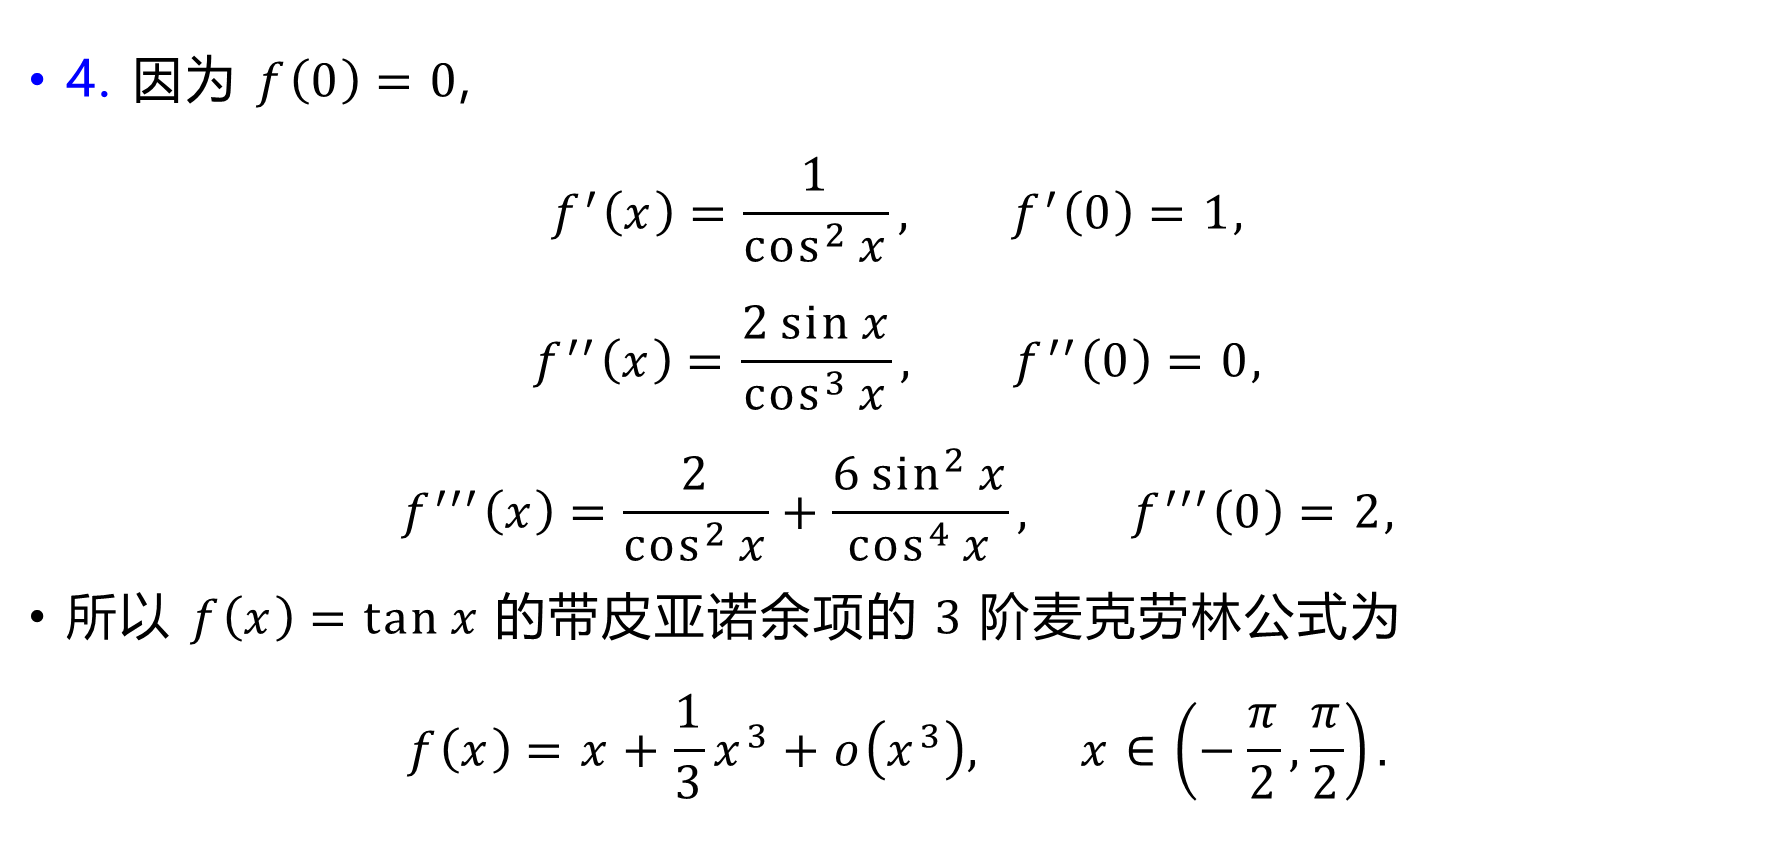 • 4. 因为 f(0) = 0,
f′(x) = 1/cos² x, f′(0) = 1,
f′′(x) = 2 sin x/cos³ x, f′′(0) = 0,
f′′′(x) = 2/cos² x + 6 sin² x/cos⁴ x, f′′′(0) = 2,
• 所以 f(x) = tan x 的带皮亚诺余项的 3 阶麦克劳林公式为
f(x) = x + 1/3 x³ + o(x³), x ∈ (−π/2, π/2).